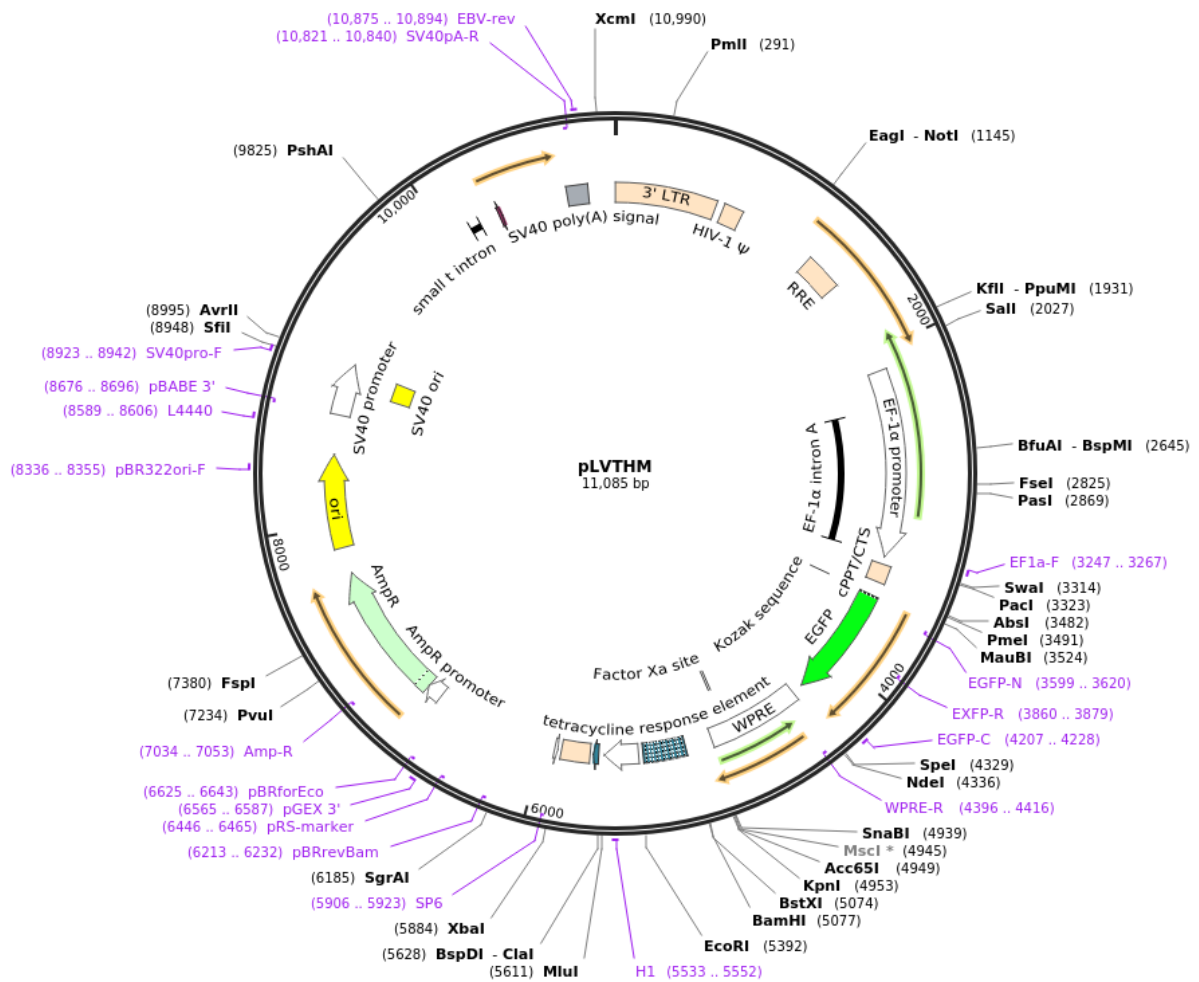 (10,875 .. 10,894) EBV-rev
(10,821 .. 10,840) SV40pA-R
XcmI (10,990)
PmlI (291)
EagI - NotI (1145)
(9825) PshAI
10,000
3' LTR
HIV-1 Ψ
SV40 poly(A) signal
small t intron
RRE
KflI - PpuMI (1931)
SalI (2027)
2000
(8995) AvrII
(8948) SfiI
(8923 .. 8942) SV40pro-F
(8676 .. 8696) pBABE 3'
(8589 .. 8606) L4440
(8336 .. 8355) pBR322ori-F
SV40 promoter
SV40 ori
ori
8000
pLVTHM
11,085 bp
EF-1α intron A
EF-1α promoter
BfuAI - BspMI (2645)
FseI (2825)
PasI (2869)
EF1a-F (3247 .. 3267)
SwaI (3314)
PacI (3323)
AbsI (3482)
PmeI (3491)
MauBI (3524)
EGFP-N (3599 .. 3620)
EXFP-R (3860 .. 3879)
EGFP-C (4207 .. 4228)
SpeI (4329)
NdeI (4336)
WPRE-R (4396 .. 4416)
cPPT/CTS
Kozak sequence
EGFP
4000
Factor Xa site
WPRE
tetracycline response element
AmpR
AmpR promoter
(7380) FspI
(7234) PvuI
(7034 .. 7053) Amp-R
(6625 .. 6643) pBRforEco
(6565 .. 6587) pGEX 3'
(6446 .. 6465) pRS-marker
(6213 .. 6232) pBRrevBam
(6185) SgrAI
(5906 .. 5923) SP6
6000
(5884) XbaI
(5628) BspDI - ClaI
(5611) MluI
H1 (5533 .. 5552)
EcoRI (5392)
BamHI (5077)
BstXI (5074)
KpnI (4953)
Acc65I (4949)
MscI * (4945)
SnaBI (4939)